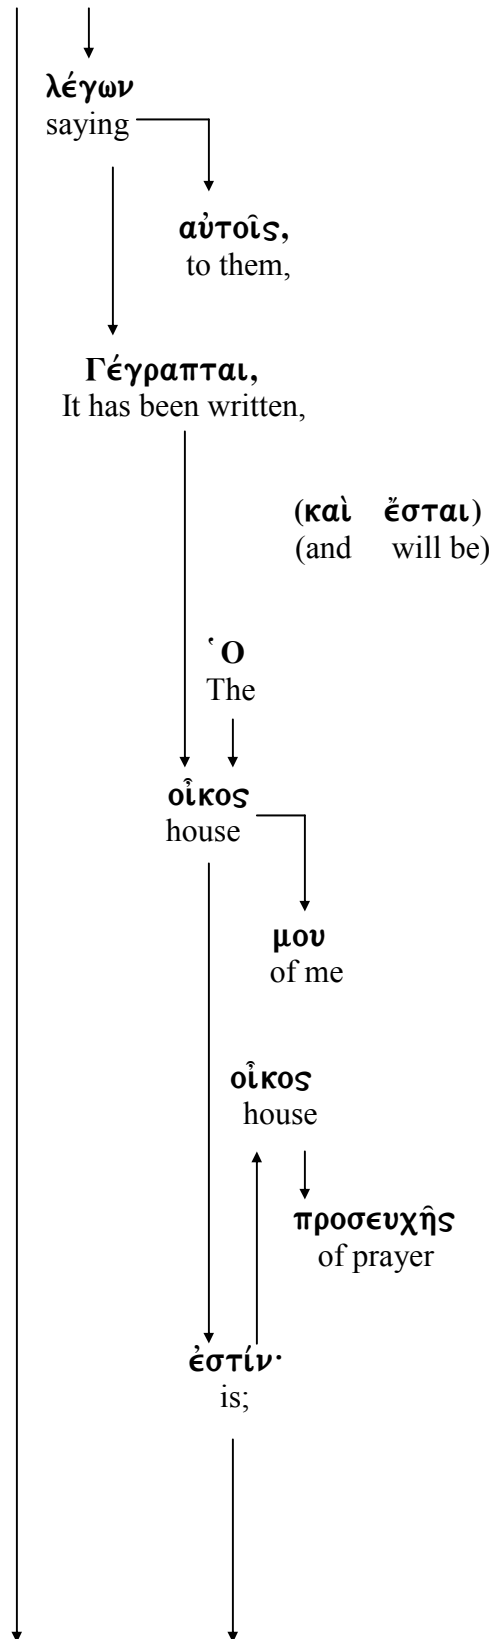 λέγων
saying
αὐτοῖς,
to them,
Γέγραπται,
It has been written,
(καὶ ἔσται)
(and will be)
Ὁ
The
οἶκος
house
μου
of me
οἶκος
house
προσευχῆς
of prayer
ἐστίν·
is;